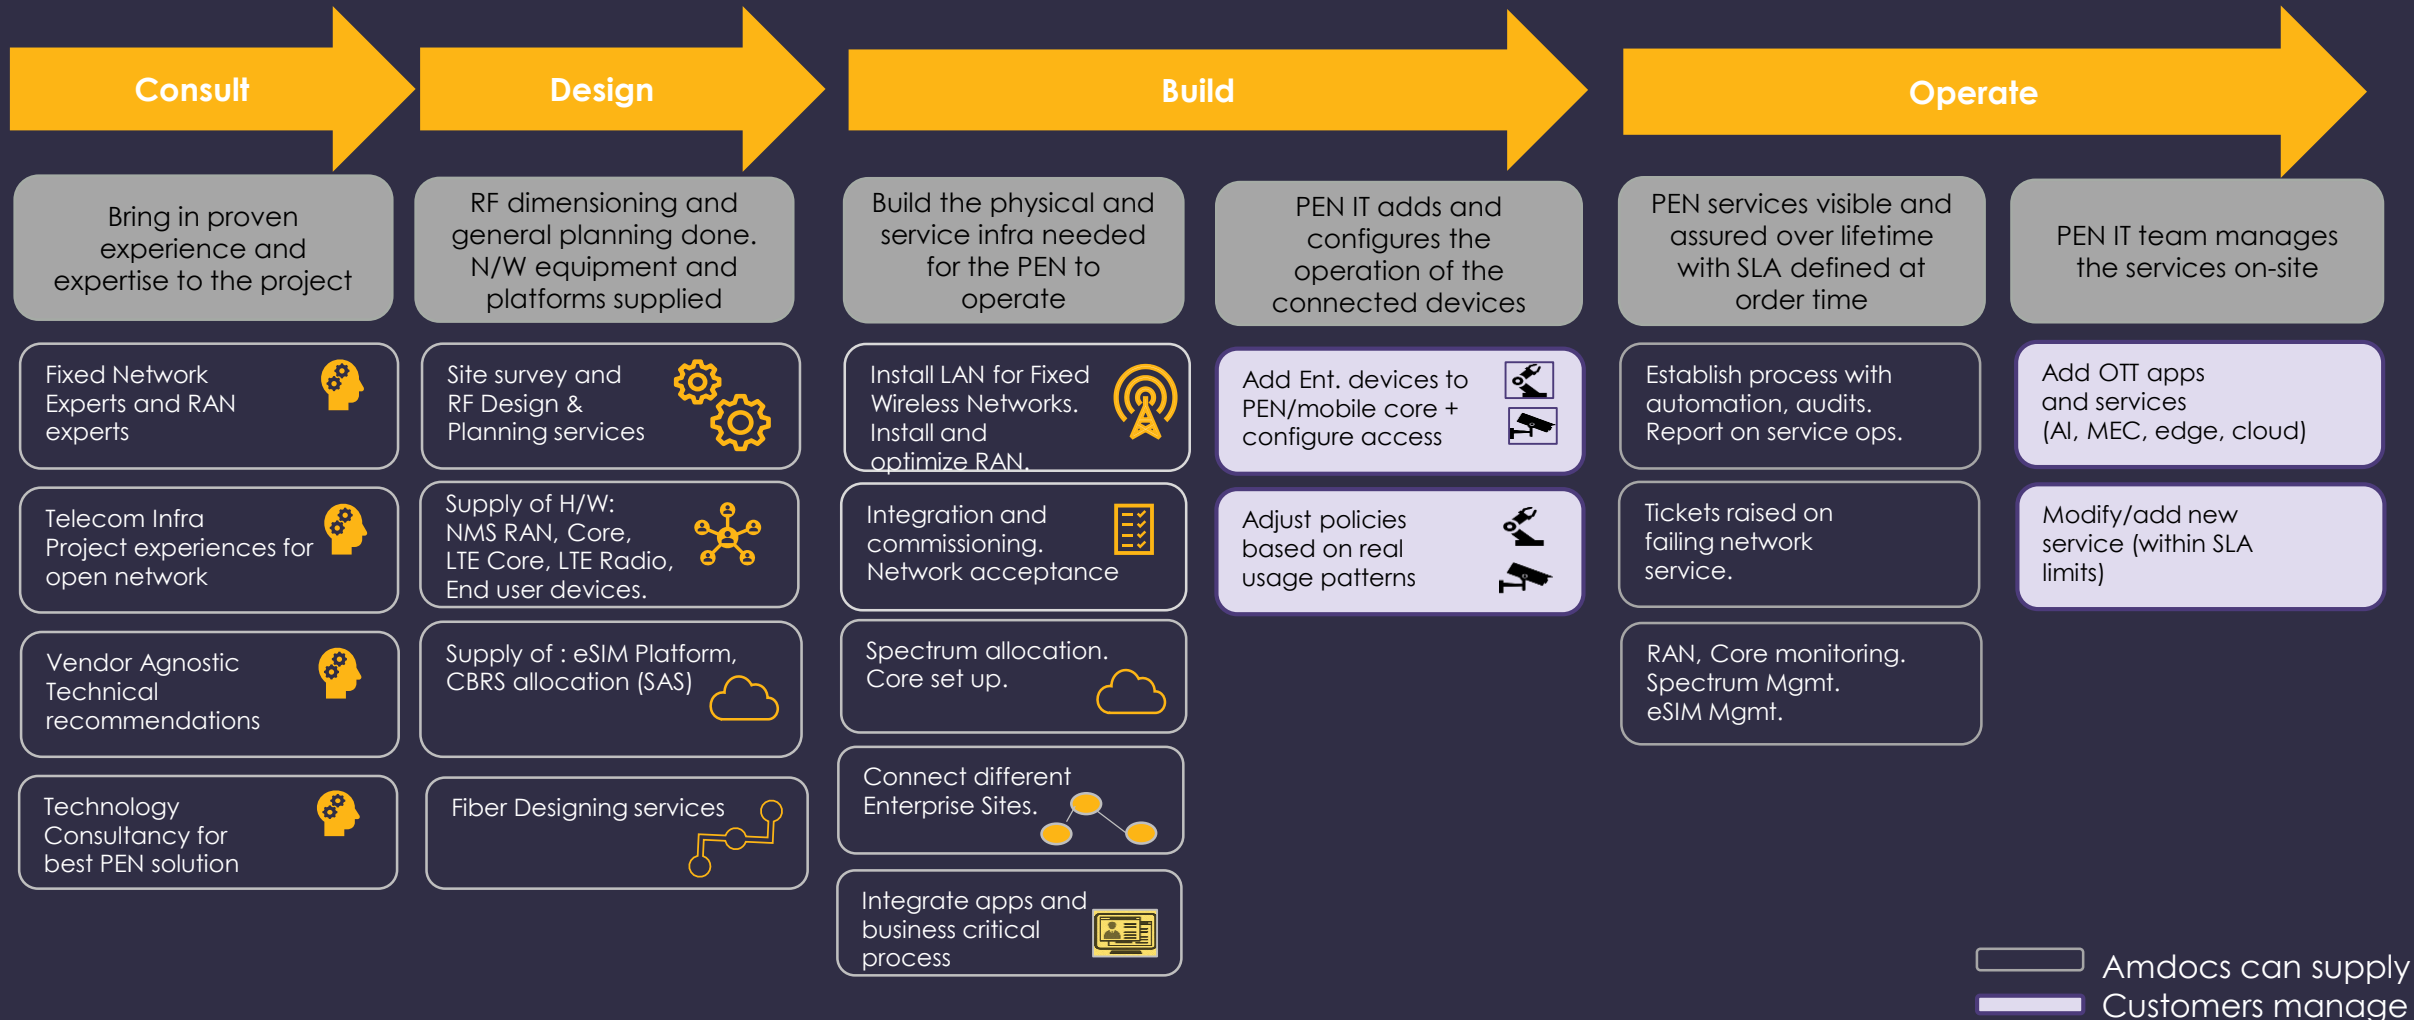 Consult
Design
Build
Operate
Bring in proven
experience and
expertise to the project
RF dimensioning and
general planning done.
N/W equipment and
platforms supplied
Build the physical and
service infra needed
for the PEN to
operate
PEN IT adds and
configures the
operation of the
connected devices
PEN services visible and
assured over lifetime
with SLA defined at
order time
PEN IT team manages
the services on-site
Fixed Network
Experts and RAN
experts
Telecom Infra
Project experiences for
open network
Vendor Agnostic
Technical
recommendations
Technology
Consultancy for
best PEN solution
Site survey and
RF Design &
Planning services
Supply of H/W:
NMS RAN, Core,
LTE Core, LTE Radio,
End user devices.
Supply of : eSIM Platform,
CBRS allocation (SAS)
Fiber Designing services
Install LAN for Fixed
Wireless Networks.
Install and
optimize RAN.
Integration and
commissioning.
Network acceptance
Spectrum allocation.
Core set up.
Connect different
Enterprise Sites.
Integrate apps and
business critical
process
Add Ent. devices to
PEN/mobile core +
configure access
Adjust policies
based on real
usage patterns
Establish process with
automation, audits.
Report on service ops.
Tickets raised on
failing network
service.
RAN, Core monitoring.
Spectrum Mgmt.
eSIM Mgmt.
Add OTT apps
and services
(AI, MEC, edge, cloud)
Modify/add new
service (within SLA
limits)
Amdocs can supply
Customers manage